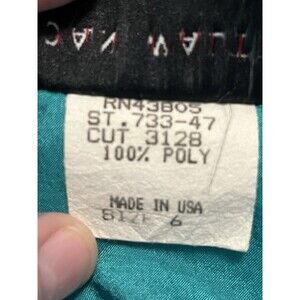 RN43805
ST.733-47
CUT 3128
100% POLY
MADE IN USA
SIZE 6